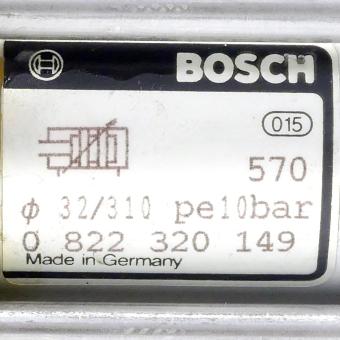 BOSCH
015
570
φ 32/310 pe10bar
0 822 320 149
Made in Germany